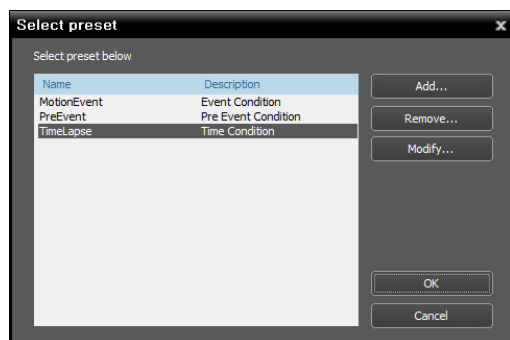 Select preset x
Select preset below
Name Description
MotionEvent Event Condition
PreEvent Pre Event Condition
TimeLapse Time Condition
Add...
Remove...
Modify...
OK
Cancel